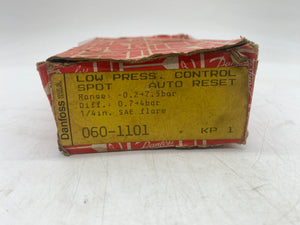 Danfoss
LOW PRESS. CONTROL
SPDT AUTO RESET
Range: -0.2→7.5bar
Diff.: 0.7→4bar
1/4in. SAE flare
060-1101 KP 1
Danfoss